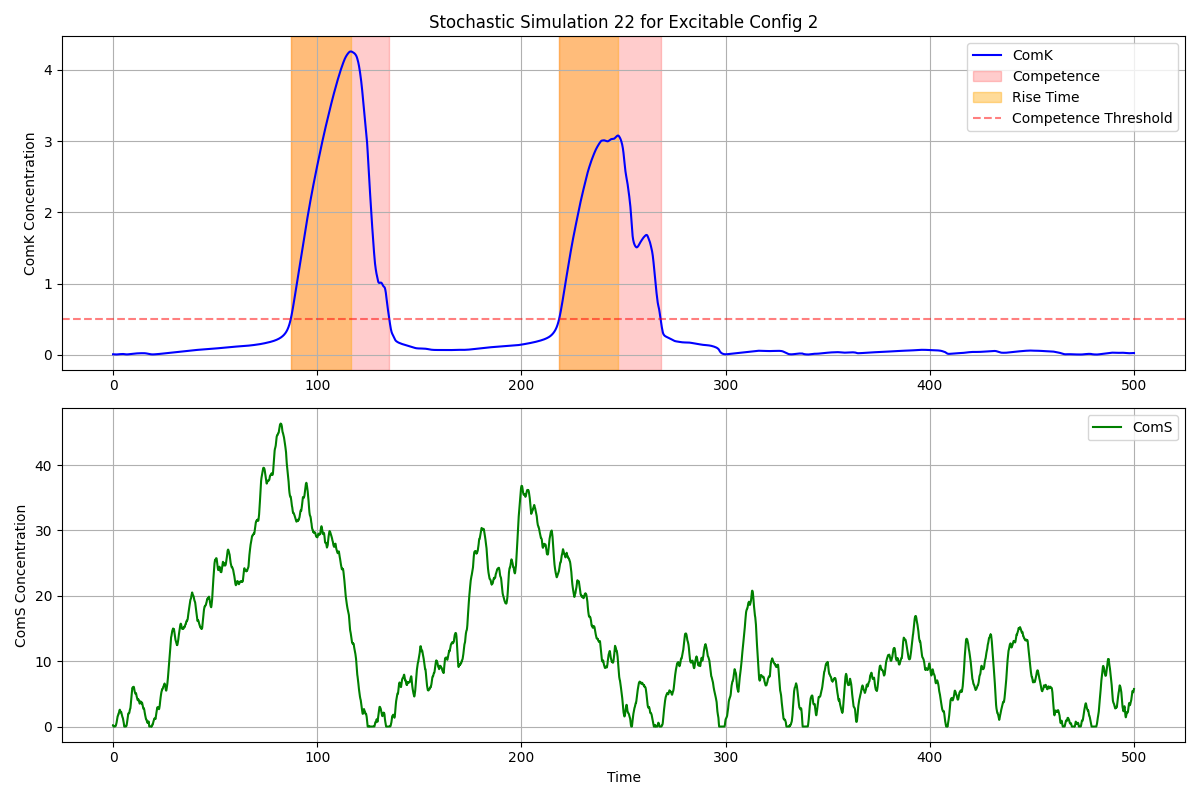 Stochastic Simulation 22 for Excitable Config 2
ComK Concentration
4
3
2
1
0
ComK
Competence
Rise Time
Competence Threshold
0 100 200 300 400 500
ComS Concentration
40
30
20
10
0
ComS
0 100 200 300 400 500
Time